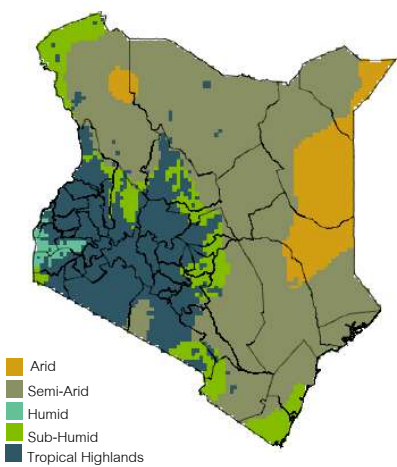 Arid
Semi-Arid
Humid
Sub-Humid
Tropical Highlands